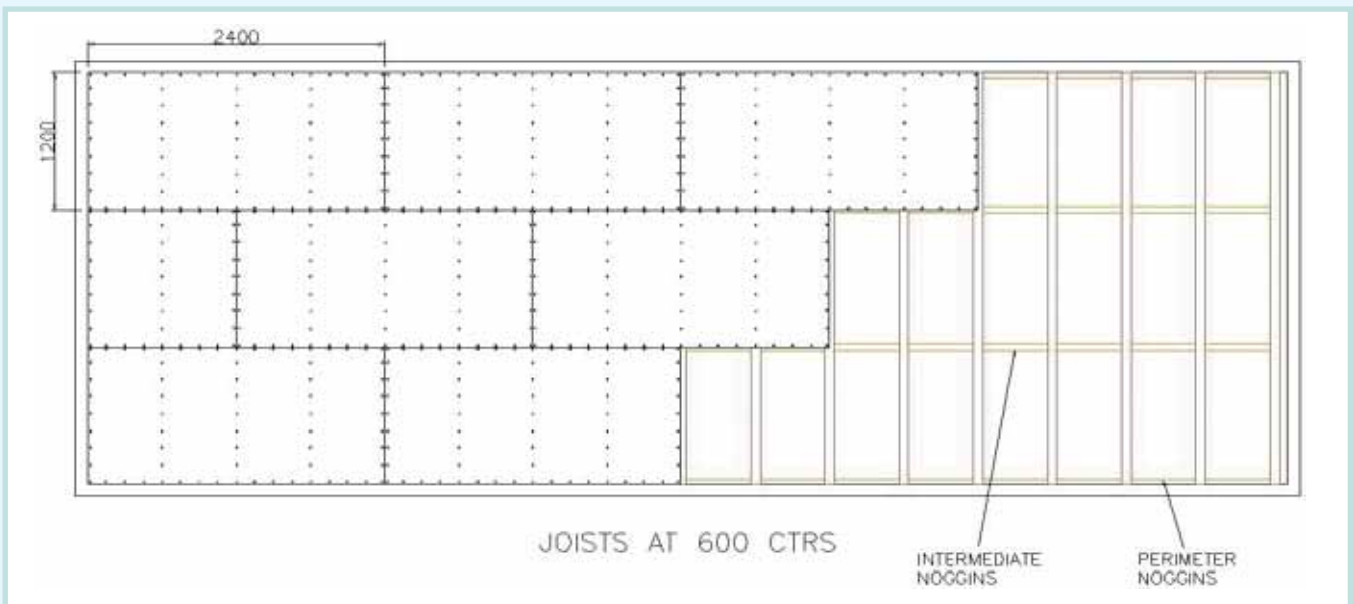 2400
1200
JOISTS AT 600 CTRS
INTERMEDIATE
NOGGINS
PERIMETER
NOGGINS